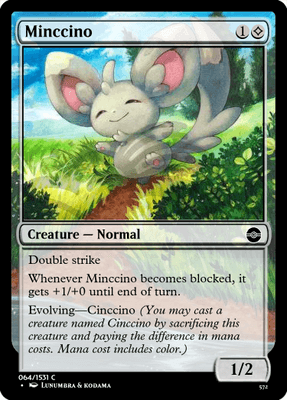 Minccino 1
Creature — Normal
Double strike
Whenever Minccino becomes blocked, it
gets +1/+0 until end of turn.
Evolving—Cinccino (You may cast a
creature named Cinccino by sacrificing this
creature and paying the difference in mana
costs. Mana cost includes color.)
1/2
064/1531 C
LUNUMBRA & KODAMA